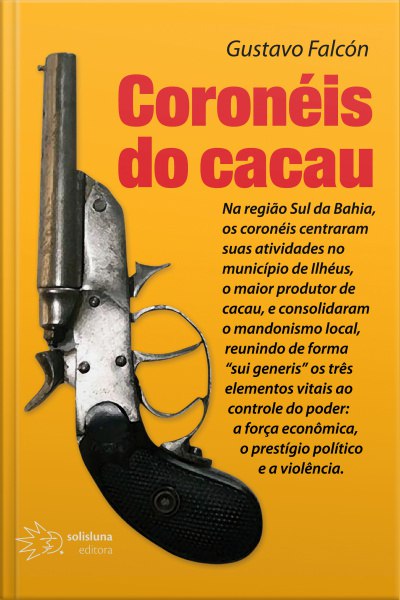 Gustavo Falcón
Coronéis
do cacau
Na região Sul da Bahia,
os coronéis centraram
suas atividades no
município de Ilhéus,
o maior produtor de
cacau, e consolidaram
o mandonismo local,
reunindo de forma
“sui generis” os três
elementos vitais ao
controle do poder:
a força econômica,
o prestígio político
e a violência.
solisluna
editora